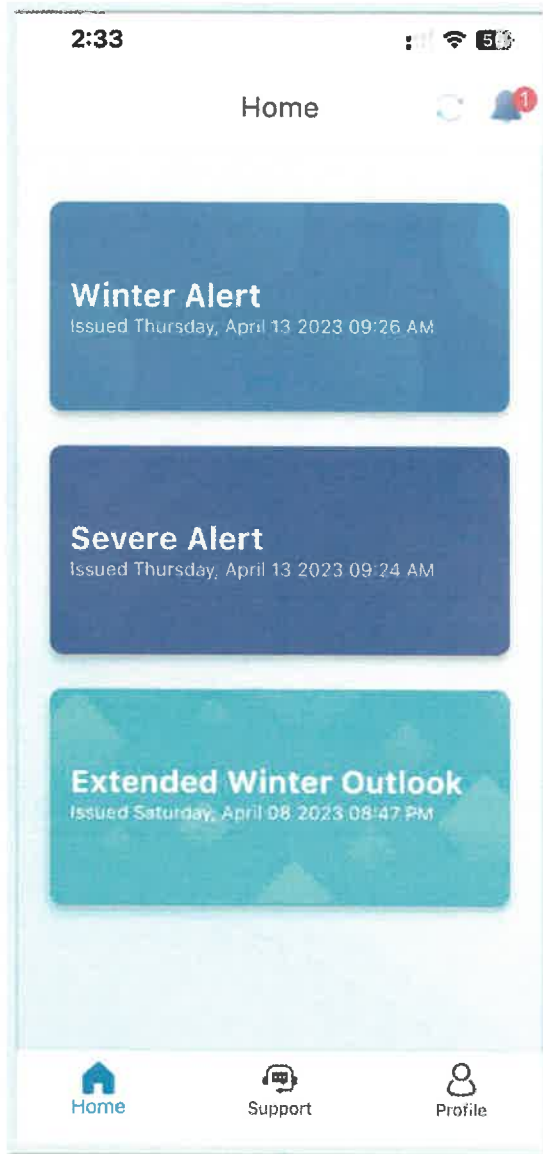 2:33
Home
1
Winter Alert
Issued Thursday, April 13 2023 09:26 AM
Severe Alert
Issued Thursday, April 13 2023 09:24 AM
Extended Winter Outlook
Issued Saturday, April 08 2023 08:47 PM
Home
Support
Profile